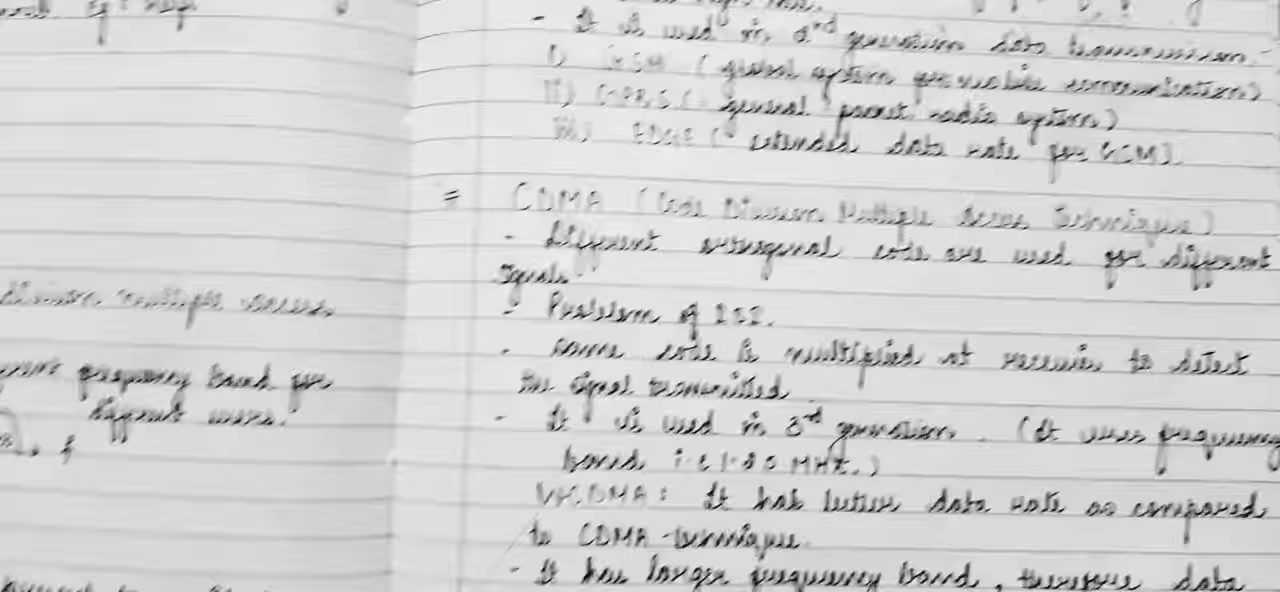 - It is used in 2nd generation data transmission.
i) GSM ( global system for mobile communication)
ii) GPRS ( general packet radio system)
iii) EDGE ( extended data rate for GSM).
= CDMA (Code Division Multiple Access Technique)
- different orthogonal code are used for different
signals.
- Problem of
- same code is multiplied at receiver to detect
the signal transmitted
- It is used in 3rd generation. (It uses frequency
band i.e 1.25 MHz.)
WCDMA: It has better data rate as compared
to CDMA technique.
- It has larger frequency band, therefore data
division multiple access
frequency band for
different users.